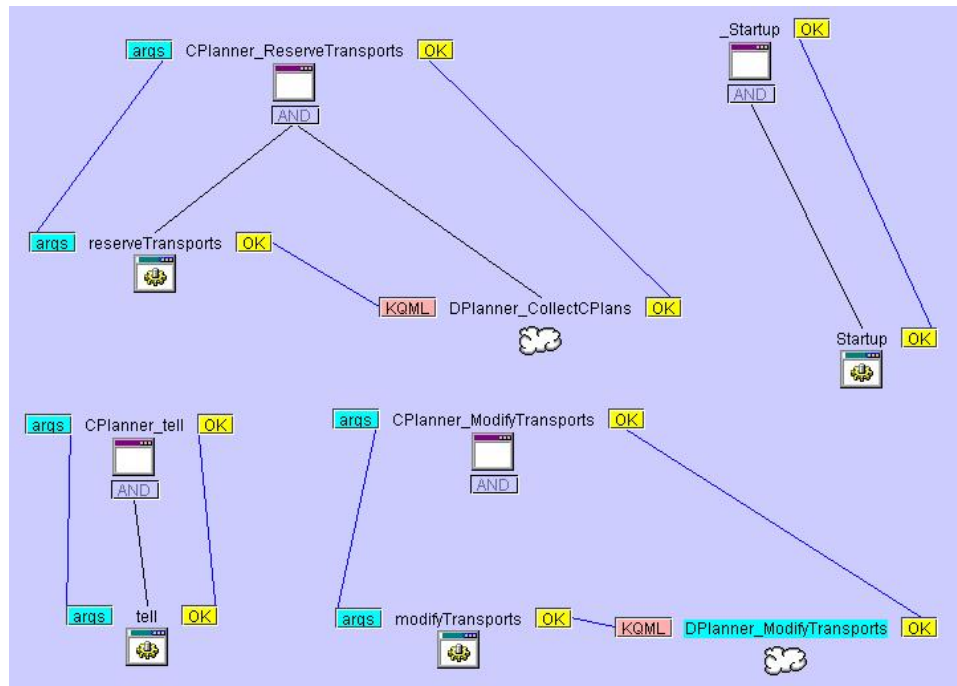 args CPlanner_ReserveTransports OK
AND
args reserveTransports OK
KQML DPlanner_CollectCPlans OK
_Startup OK
AND
Startup OK
args CPlanner_tell OK
AND
args tell OK
args CPlanner_ModifyTransports OK
AND
args modifyTransports OK
KQML DPlanner_ModifyTransports OK